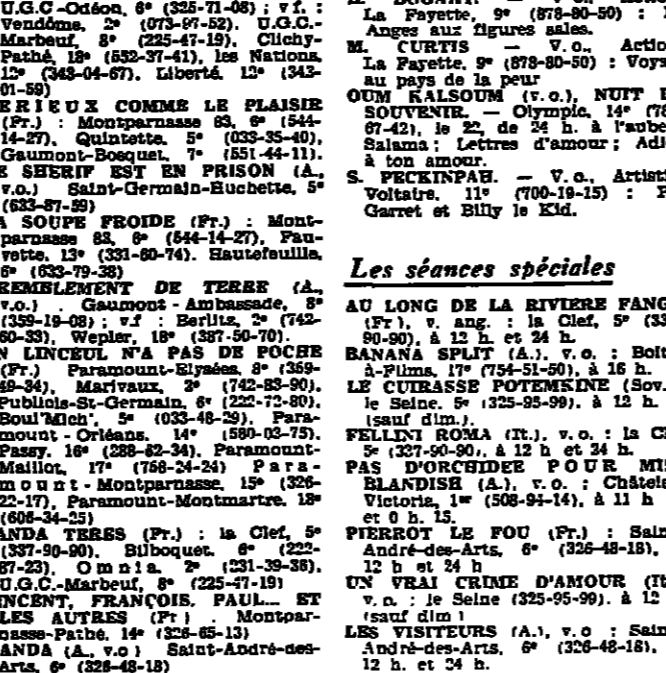 U.G.C.-Odéon, 6e (325-71-08) ; v.f. :
Vendôme, 2e (073-97-52). U.G.C.-
Marbeuf, 8e (225-47-19), Clichy-
Pathé, 18e (552-37-41), les Nations,
12e (343-04-67). Liberté, 12e (343-
01-59)
ERIEUX COMME LE PLAISIR
(Fr.) : Montparnasse 83, 6e (544-
14-27). Quintette, 5e (033-35-40),
Gaumont-Bosquet, 7e (551-44-11).
E SHERIF EST EN PRISON (A.,
v.o.) Saint-Germain-Huchette, 5e
(633-87-59)
A SOUPE FROIDE (Fr.) : Mont-
parnasse 83, 6e (544-14-27), Fau-
vette, 13e (331-60-74). Hautefeuille,
6e (633-79-38)
REMBLEMENT DE TERRE (A.,
v.o.) . Gaumont-Ambassade, 8e
(359-19-08) ; v.f : Berlitz, 2e (742-
60-33), Wepler, 18e (387-50-70).
N LINCEUL N'A PAS DE POCHE
(Fr.) Paramount-Elysées, 8e (359-
49-34), Marivaux, 2e (742-83-90),
Publicis-St-Germain, 6e (222-72-80).
Boul'Mich', 5e (033-48-29), Para-
mount-Orléans, 14e (580-03-75).
Passy, 16e (288-62-34), Paramount-
Maillot, 17e (758-24-24) Para-
mount-Montparnasse, 15e (326-
22-17), Paramount-Montmartre, 18e
(606-34-25)
ANDA TERES (Fr.) : la Clef, 5e
(337-90-90). Bilboquet, 6e (222-
87-23), Omnia, 2e (231-39-36),
U.G.C.-Marbeuf, 8e (225-47-19)
INCENT, FRANÇOIS, PAUL... ET
LES AUTRES (Fr) . Montpar-
nasse-Pathé, 14e (326-65-13)
ANDA (A., v.o) Saint-André-des-
Arts, 6e (326-48-18)
La Fayette, 9e (878-80-50) :
Anges aux figures sales.
M. CURTIS — V.o., Action
La Fayette, 9e (878-80-50) : Voya
au pays de la peur
OUM KALSOUM (v.o.), NUIT
SOUVENIR. — Olympic, 14e (78
67-42), le 22, de 24 h. à l'aube
Salama ; Lettres d'amour ; Adi
à ton amour.
S. PECKINPAH. — V.o., Artisti
Voltaire, 11e (700-19-15) : P
Garret et Billy le Kid.
Les séances spéciales
AU LONG DE LA RIVIERE FANG
(Fr), v. ang. : la Clef, 5e (33
90-90), à 12 h. et 24 h.
BANANA SPLIT (A.), v.o. : Boit
à-Films, 17e (754-51-50), à 16 h.
LE CUIRASSE POTEMKINE (Sov.
le Seine, 5e (325-95-99), à 12 h.
(sauf dim.).
FELLINI ROMA (It.), v.o. : la Cl
5e (337-90-90), à 12 h et 24 h.
PAS D'ORCHIDEE POUR MIS
BLANDISH (A.), v.o. : Châtele
Victoria, 1er (508-94-14), à 11 h
et 0 h. 15.
PIERROT LE FOU (Fr.) : Sain
André-des-Arts, 6e (326-48-18),
12 h et 24 h
UN VRAI CRIME D'AMOUR (It
v.o. : le Seine (325-95-99), à 12
(sauf dim )
LES VISITEURS (A.), v.o : Sain
André-des-Arts, 6e (326-48-18),
12 h. et 24 h.